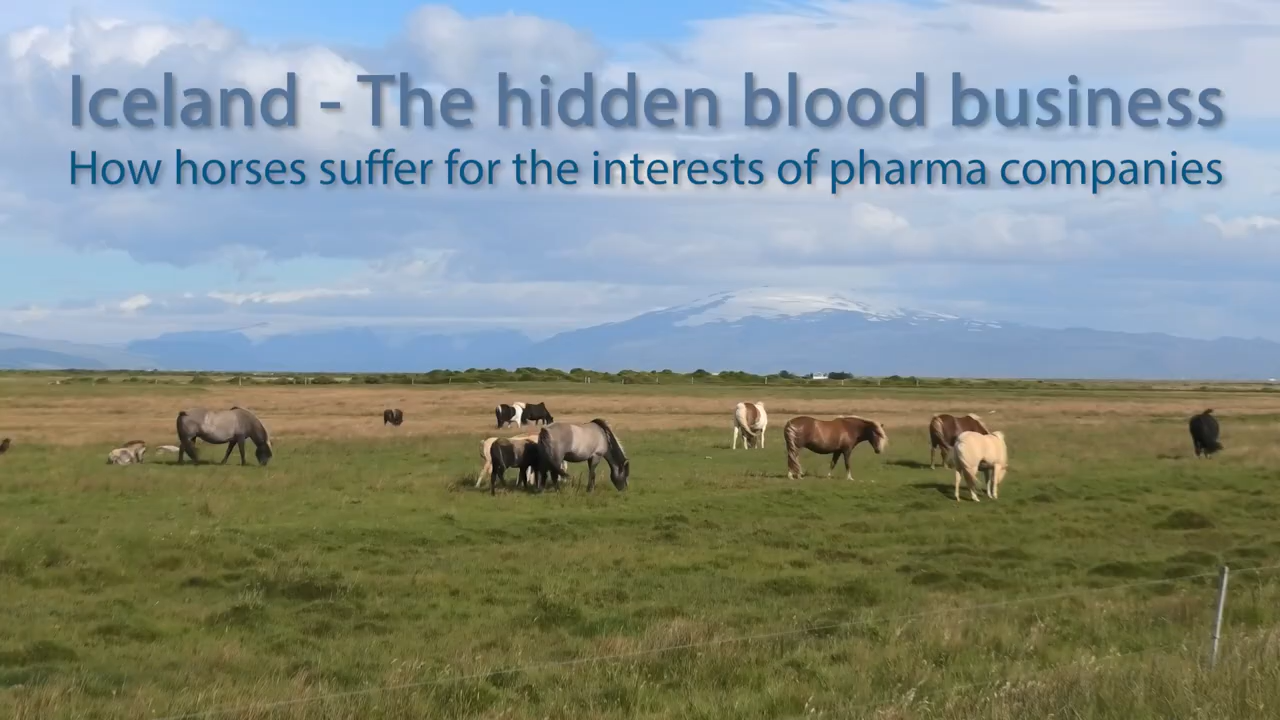 Iceland - The hidden blood business
How horses suffer for the interests of pharma companies